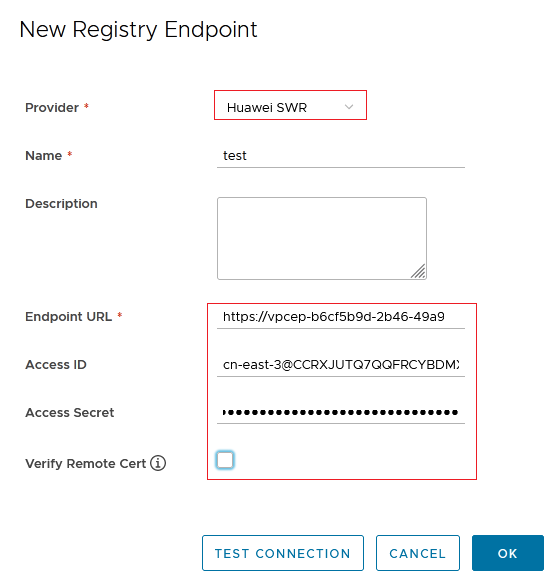 New Registry Endpoint
Provider *
Huawei SWR
Name *
test
Description
Endpoint URL *
https://vpcep-b6cf5b9d-2b46-49a9
Access ID
cn-east-3@CCRXJUTQ7QQFRCYBDMX
Access Secret
Verify Remote Cert
TEST CONNECTION
CANCEL
OK